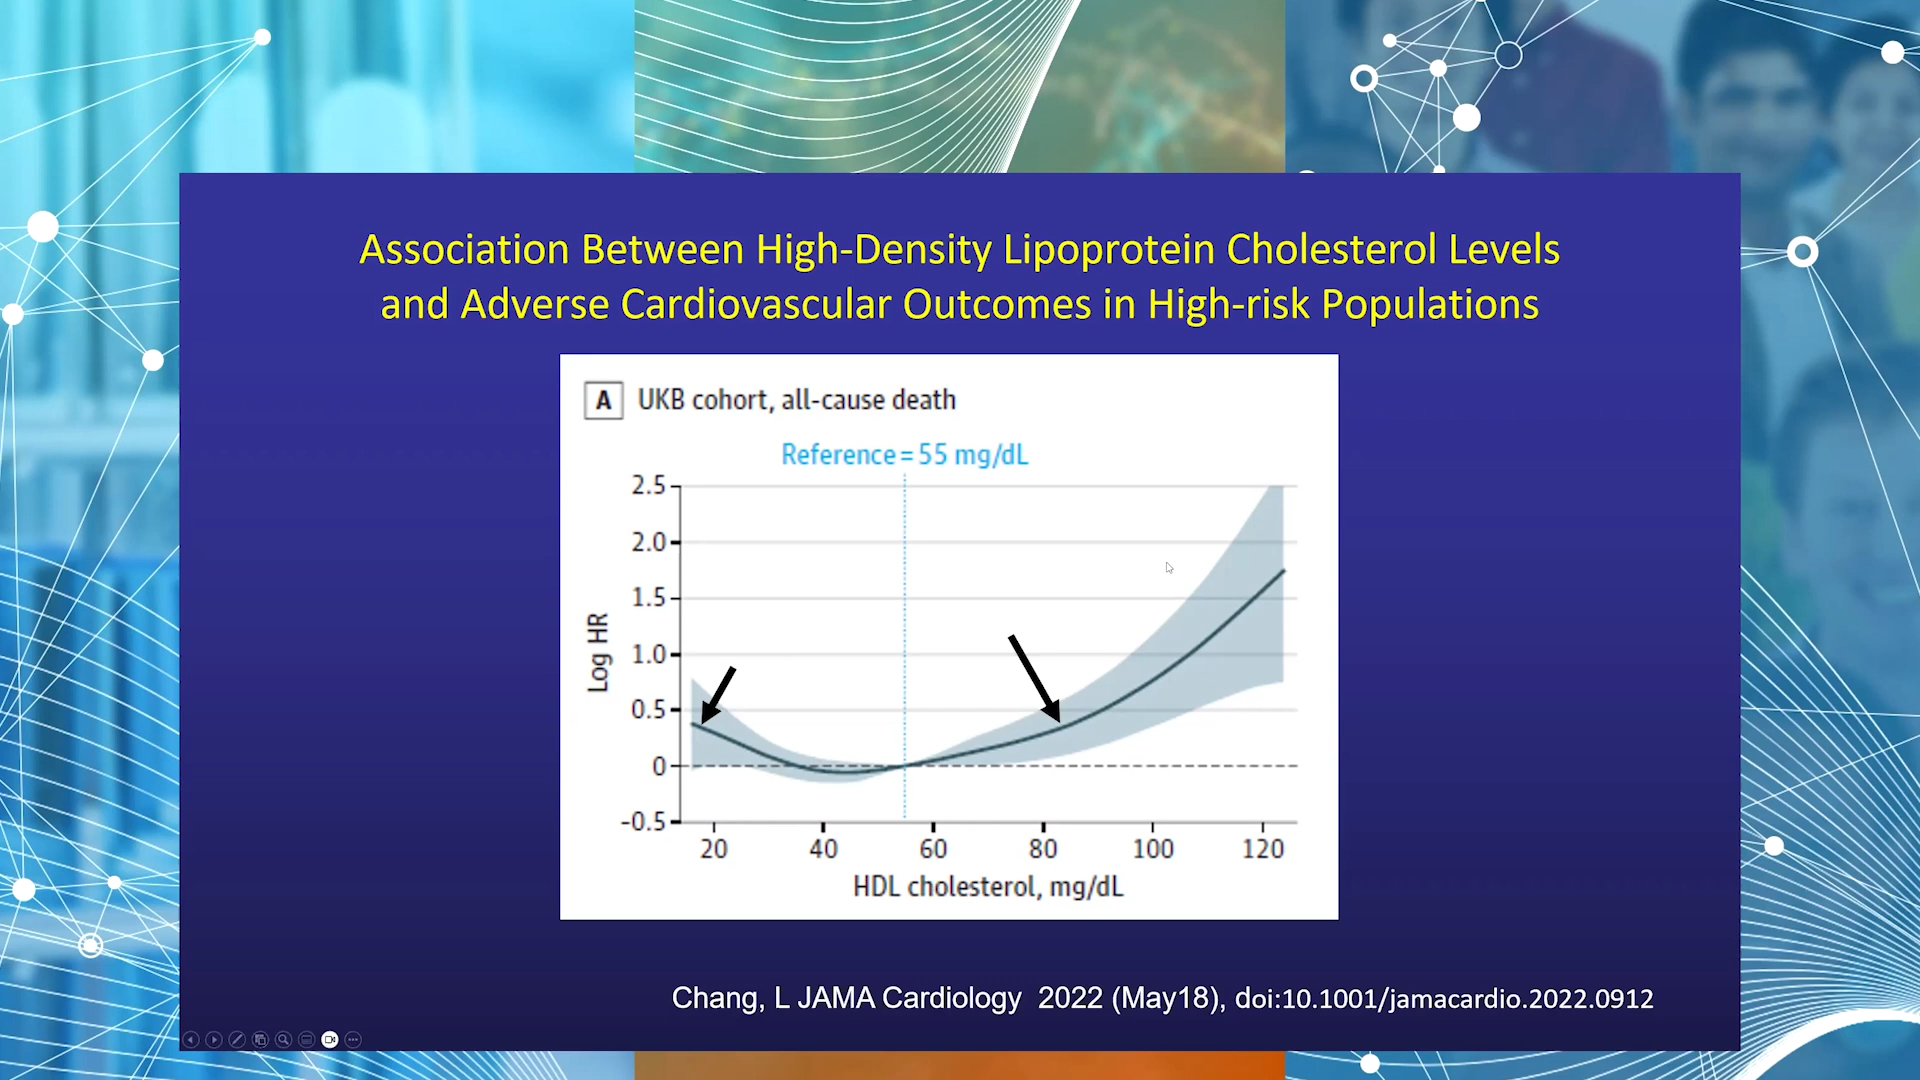 Association Between High-Density Lipoprotein Cholesterol Levels
and Adverse Cardiovascular Outcomes in High-risk Populations
A UKB cohort, all-cause death
Reference = 55 mg/dL
2.5
2.0
1.5
1.0
0.5
0
-0.5
Log HR
20 40 60 80 100 120
HDL cholesterol, mg/dL
Chang, L JAMA Cardiology 2022 (May18), doi:10.1001/jamacardio.2022.0912